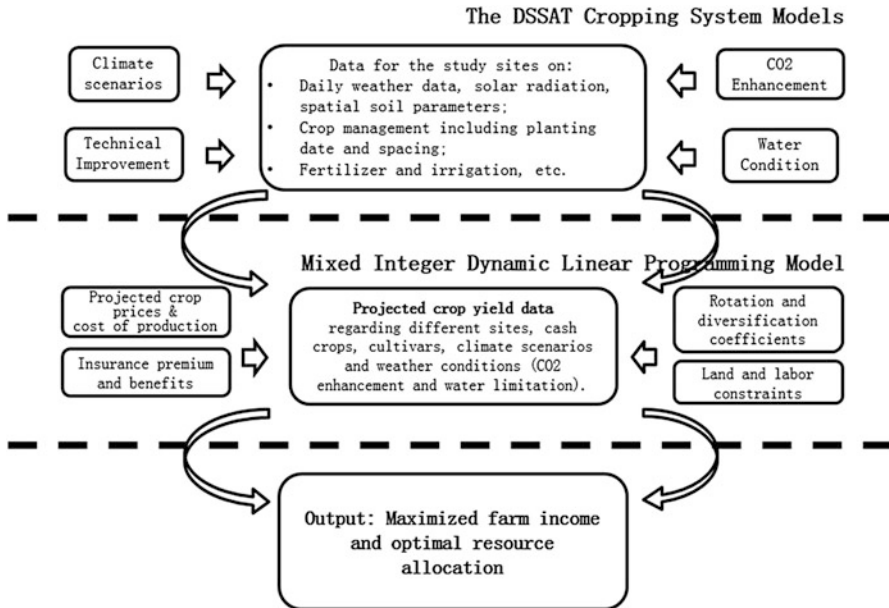 The DSSAT Cropping System Models
Climate
scenarios
Technical
Improvement
Data for the study sites on:
• Daily weather data, solar radiation,
spatial soil parameters;
• Crop management including planting
date and spacing;
• Fertilizer and irrigation, etc.
CO2
Enhancement
Water
Condition
Mixed Integer Dynamic Linear Programming Model
Projected crop
prices &
cost of production
Insurance premium
and benefits
Projected crop yield data
regarding different sites, cash
crops, cultivars, climate scenarios
and weather conditions (CO2
enhancement and water limitation).
Rotation and
diversification
coefficients
Land and labor
constraints
Output: Maximized farm income
and optimal resource
allocation